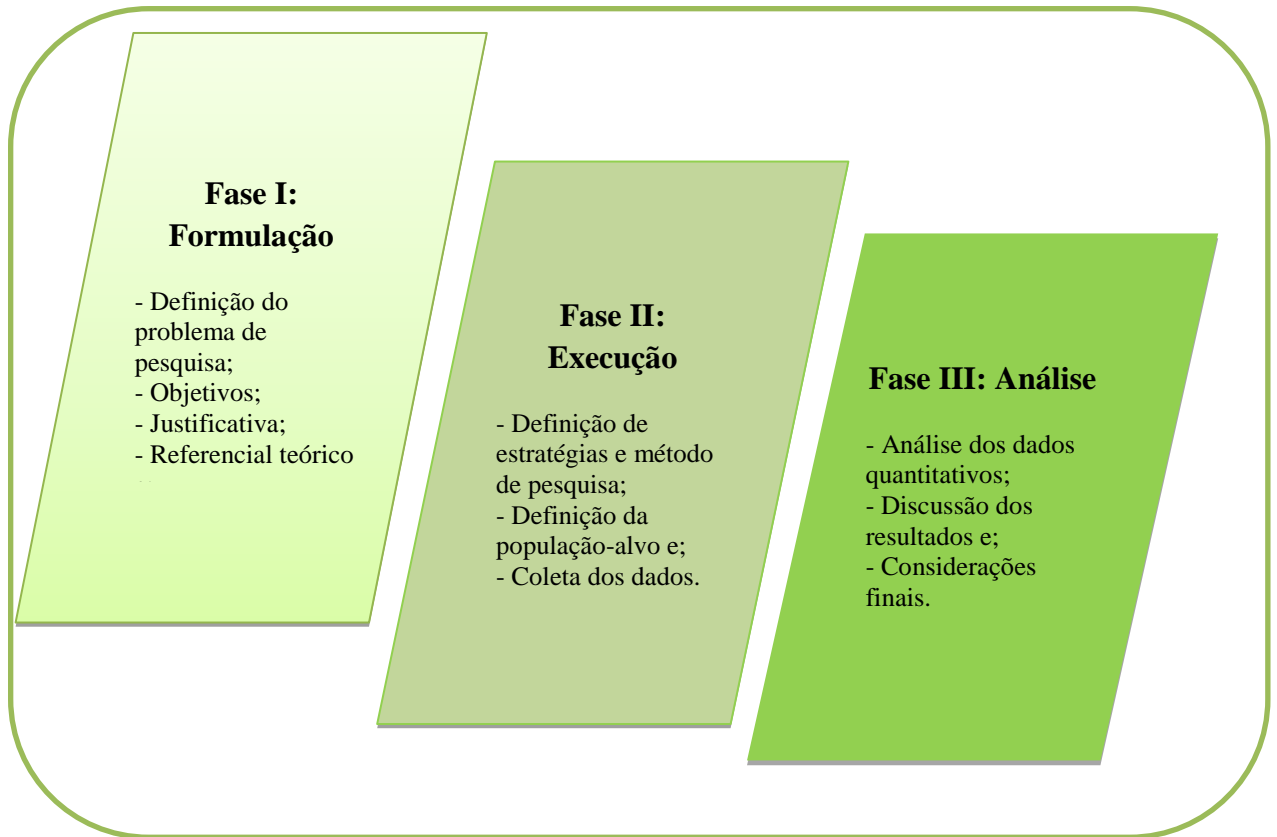 Fase I:
Formulação
- Definição do
problema de
pesquisa;
- Objetivos;
- Justificativa;
- Referencial teórico
Fase II:
Execução
- Definição de
estratégias e método
de pesquisa;
- Definição da
população-alvo e;
- Coleta dos dados.
Fase III: Análise
- Análise dos dados
quantitativos;
- Discussão dos
resultados e;
- Considerações
finais.